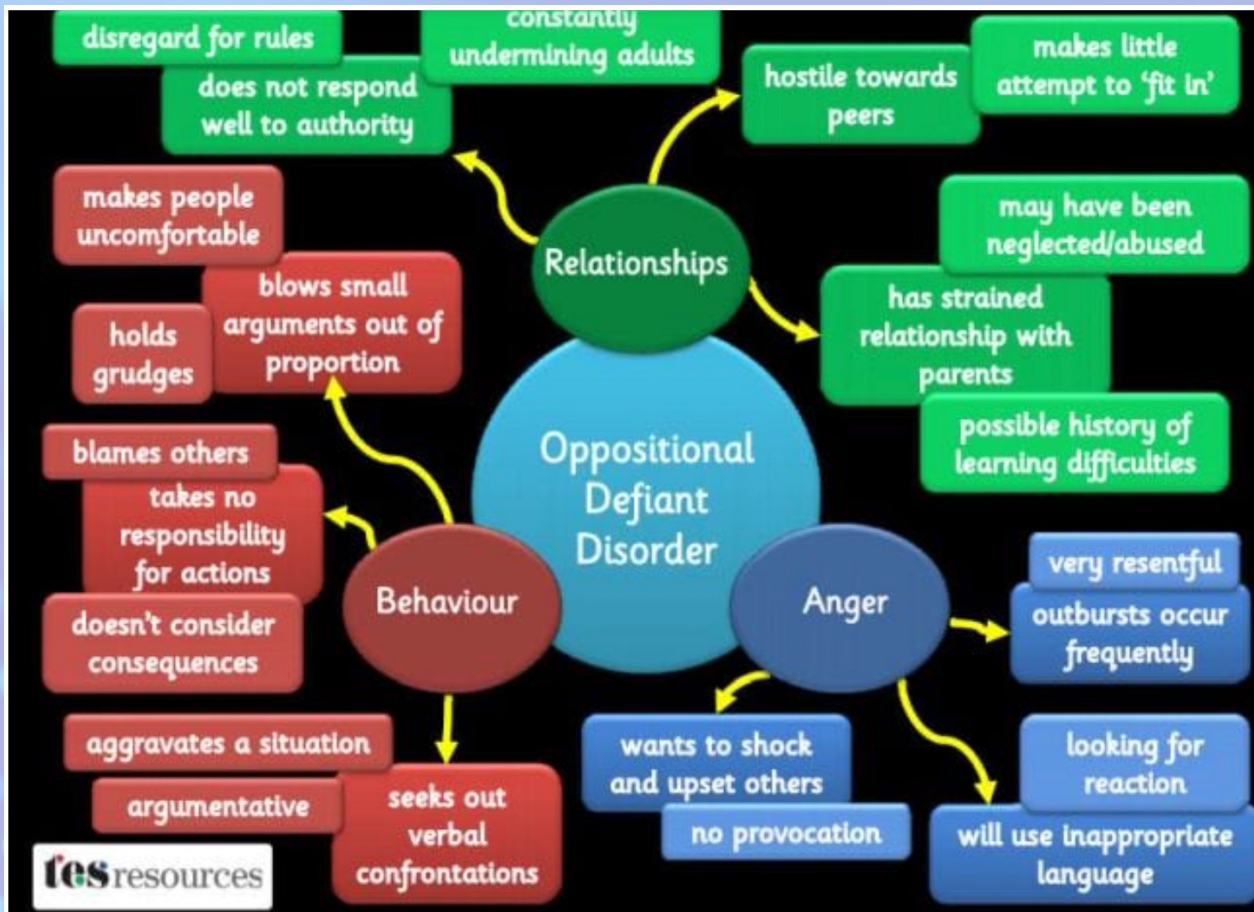 disregard for rules
does not respond
well to authority
constantly
undermining adults
hostile towards
peers
makes little
attempt to ‘fit in’
Relationships
may have been
neglected/abused
has strained
relationship with
parents
possible history of
learning difficulties
makes people
uncomfortable
blows small
arguments out of
proportion
holds
grudges
blames others
takes no
responsibility
for actions
doesn't consider
consequences
Behaviour
Oppositional
Defiant
Disorder
Anger
very resentful
outbursts occur
frequently
aggravates a situation
argumentative
seeks out
verbal
confrontations
wants to shock
and upset others
no provocation
looking for
reaction
will use inappropriate
language
tes resources